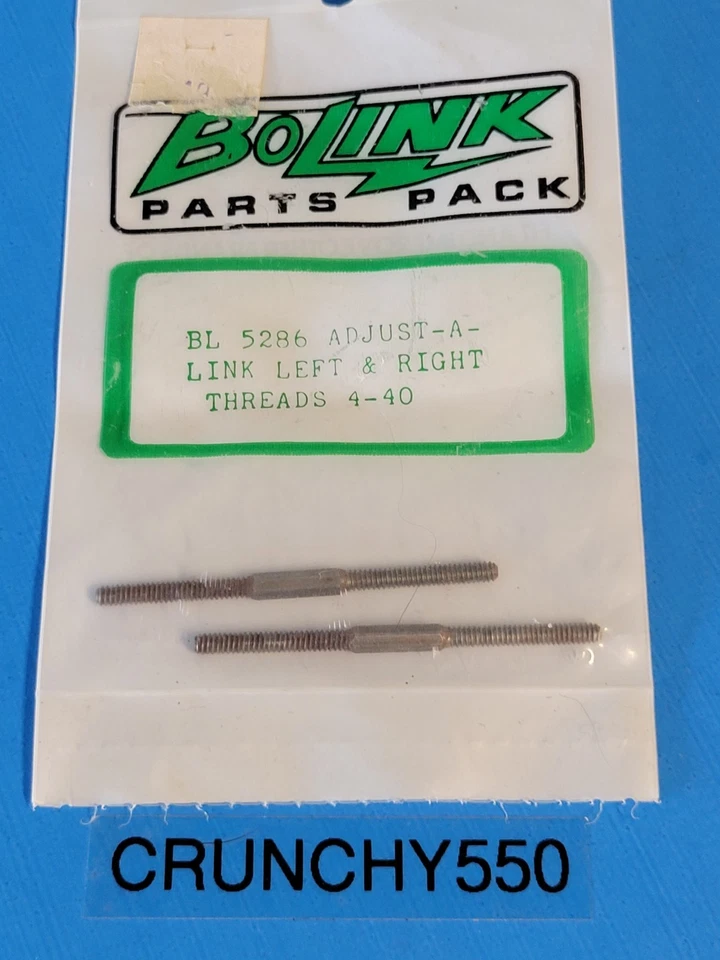 BOLINK
PARTS PACK
BL 5286 ADJUST-A-
LINK LEFT & RIGHT
THREADS 4-40
CRUNCHY550